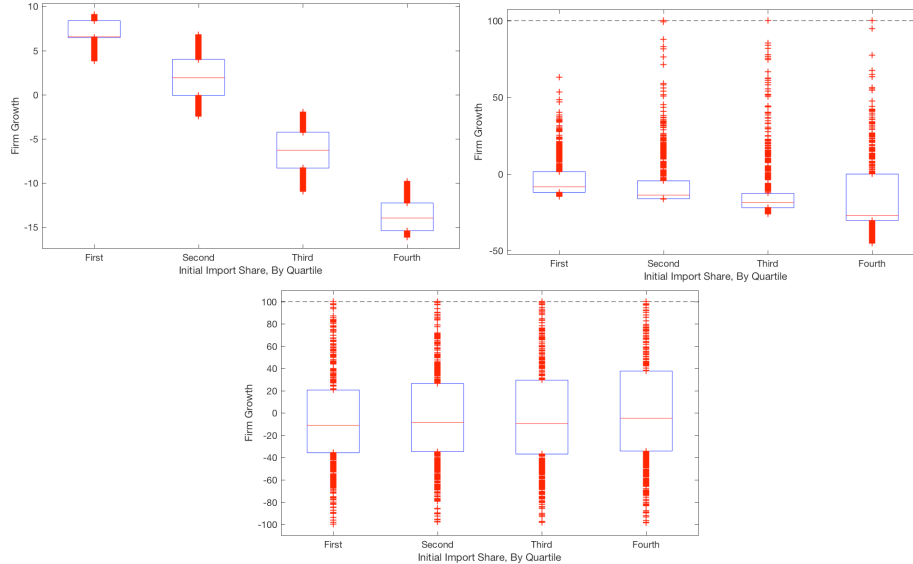 10
5
0
-5
-10
-15
Firm Growth
First Second Third Fourth
Initial Import Share, By Quartile
100
50
0
-50
Firm Growth
First Second Third Fourth
Initial Import Share, By Quartile
100
80
60
40
20
0
-20
-40
-60
-80
-100
Firm Growth
First Second Third Fourth
Initial Import Share, By Quartile